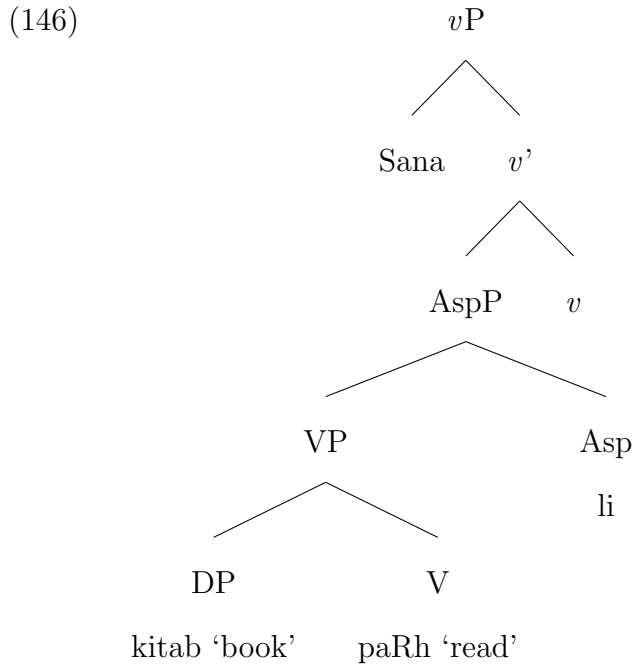 (146) vP
Sana v’
AspP v
VP Asp
li
DP V
kitab ‘book’ paRh ‘read’